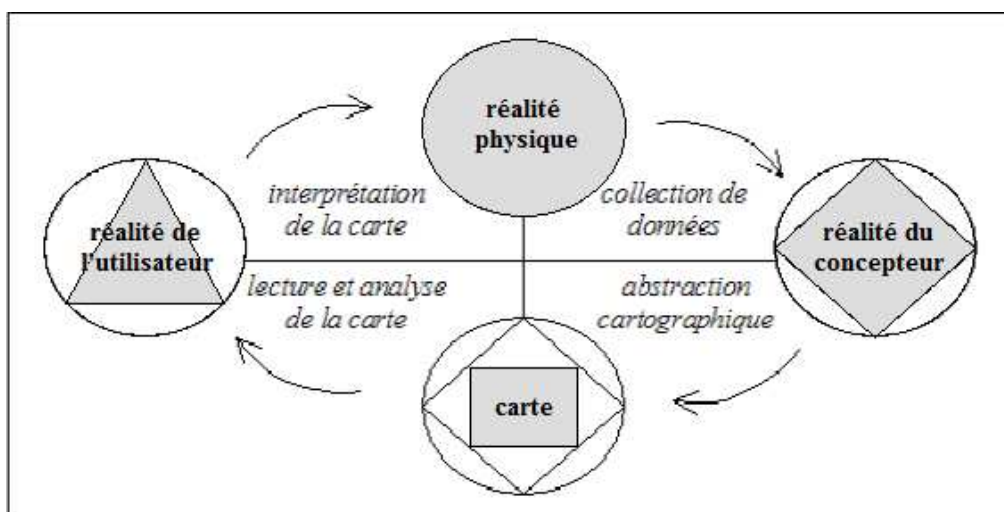 réalité
physique
interprétation
de la carte
collection de
données
réalité de
l'utilisateur
réalité du
concepteur
lecture et analyse
de la carte
abstraction
cartographique
carte